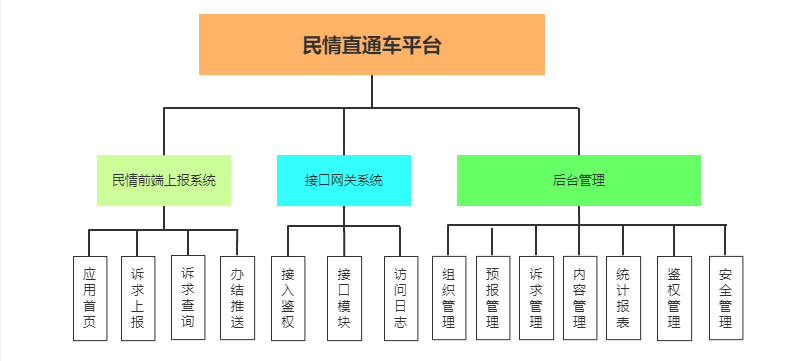 民情直通车平台
民情前端上报系统
接口网关系统
后台管理
应用首页
诉求上报
诉求查询
办结推送
接入鉴权
接口模块
访问日志
组织管理
预报管理
诉求管理
内容管理
统计报表
鉴权管理
安全管理